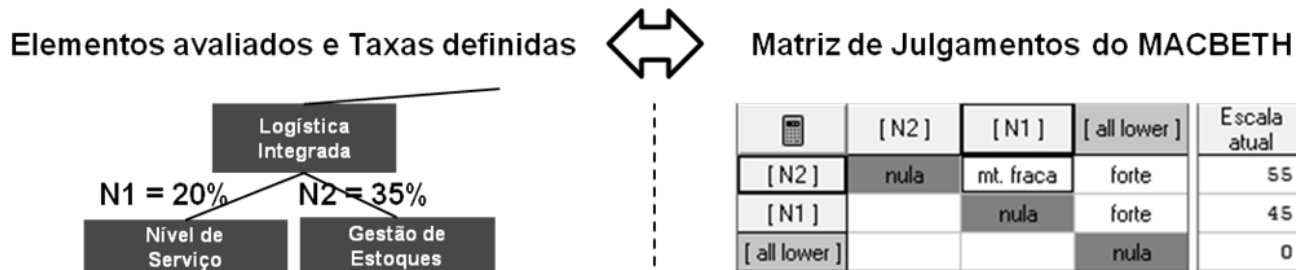 Elementos avaliados e Taxas definidas
Logística
Integrada
N1 = 20%
N2 = 35%
Nível de
Serviço
Gestão de
Estoques
Matriz de Julgamentos do MACBETH
[ N2 ] [ N1 ] [ all lower ] Escala atual
[ N2 ] nula mt. fraca forte 55
[ N1 ] nula forte 45
[ all lower ] nula 0